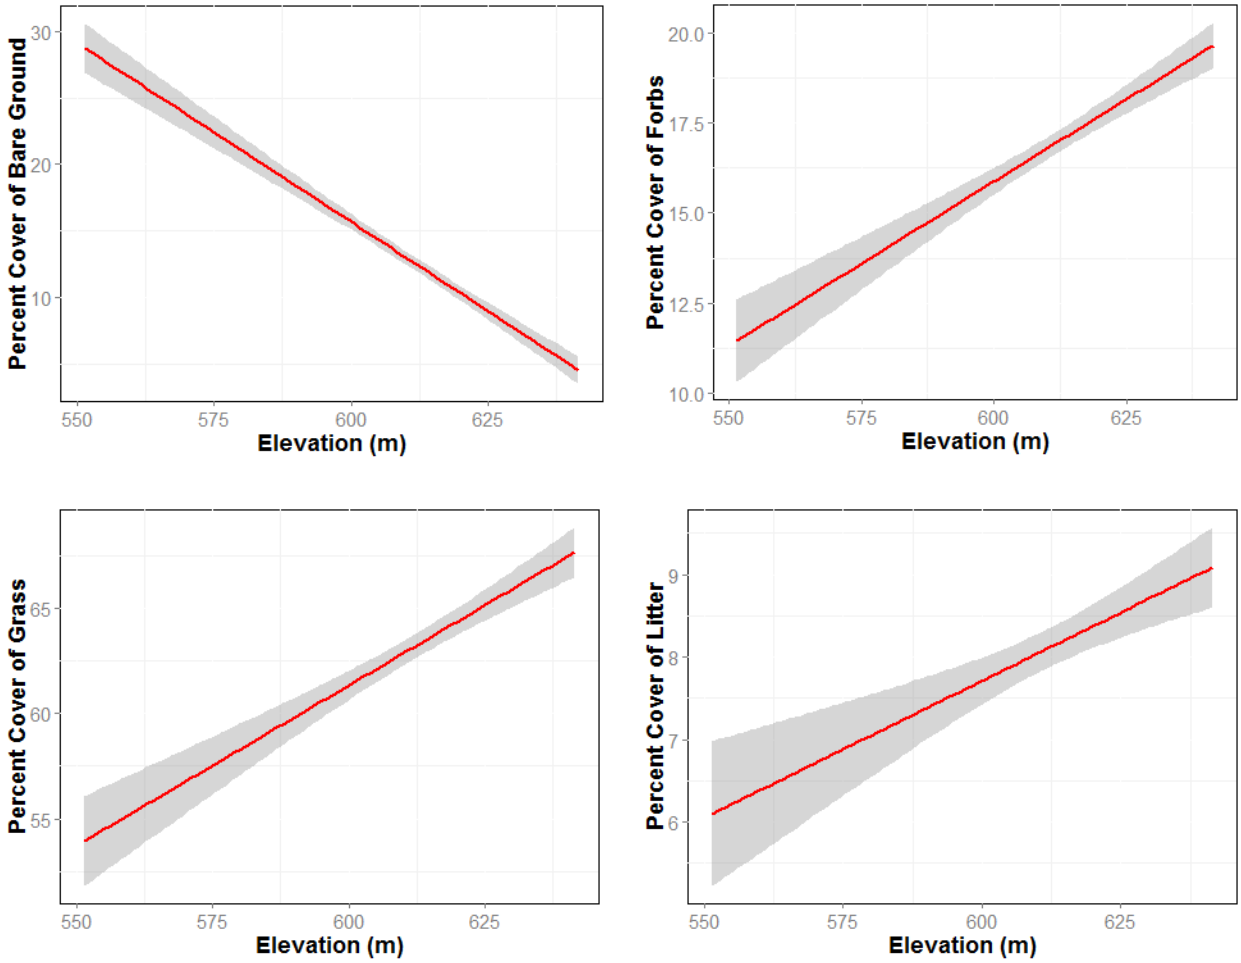 Percent Cover of Bare Ground
30
20
10
550 575 600 625
Elevation (m)
Percent Cover of Forbs
20.0
17.5
15.0
12.5
10.0
550 575 600 625
Elevation (m)
Percent Cover of Grass
65
60
55
550 575 600 625
Elevation (m)
Percent Cover of Litter
9
8
7
6
550 575 600 625
Elevation (m)